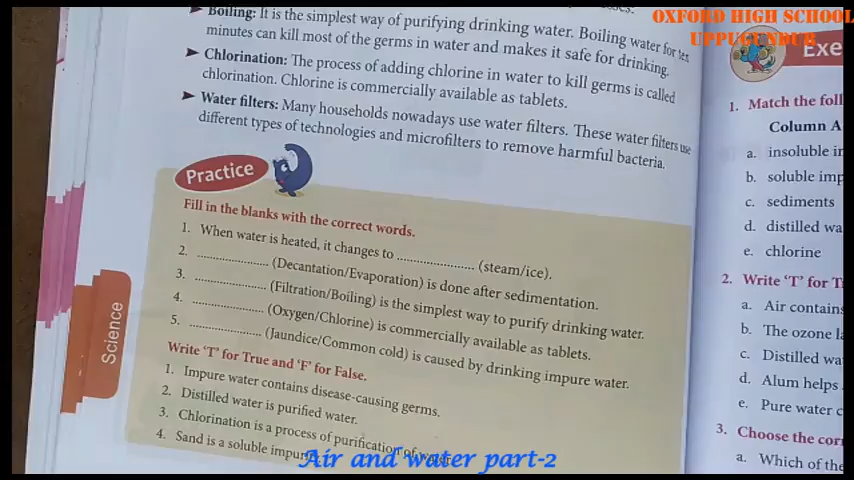 OXFORD HIGH SCHOOL
UPPUGUNDUR
Boiling: It is the simplest way of purifying drinking water. Boiling water for ten
minutes can kill most of the germs in water and makes it safe for drinking.
Chlorination: The process of adding chlorine in water to kill germs is called
chlorination. Chlorine is commercially available as tablets.
Water filters: Many households nowadays use water filters. These water filters use
different types of technologies and microfilters to remove harmful bacteria.
Practice
Fill in the blanks with the correct words.
1. When water is heated, it changes to ........................ (steam/ice).
2. ...................... (Decantation/Evaporation) is done after sedimentation.
3. ...................... (Filtration/Boiling) is the simplest way to purify drinking water.
4. ...................... (Oxygen/Chlorine) is commercially available as tablets.
5. ...................... (Jaundice/Common cold) is caused by drinking impure water.
Write 'T' for True and 'F' for False.
1. Impure water contains disease-causing germs.
2. Distilled water is purified water.
3. Chlorination is a process of purification of
4. Sand is a soluble
Science
Exe
1. Match the foll
Column A
a. insoluble in
b. soluble imp
c. sediments
d. distilled wa
e. chlorine
2. Write 'T' for T
a. Air contains
b. The ozone la
c. Distilled wa
d. Alum helps
e. Pure water c
3. Choose the cor
a. Which of the
Air and water part-2